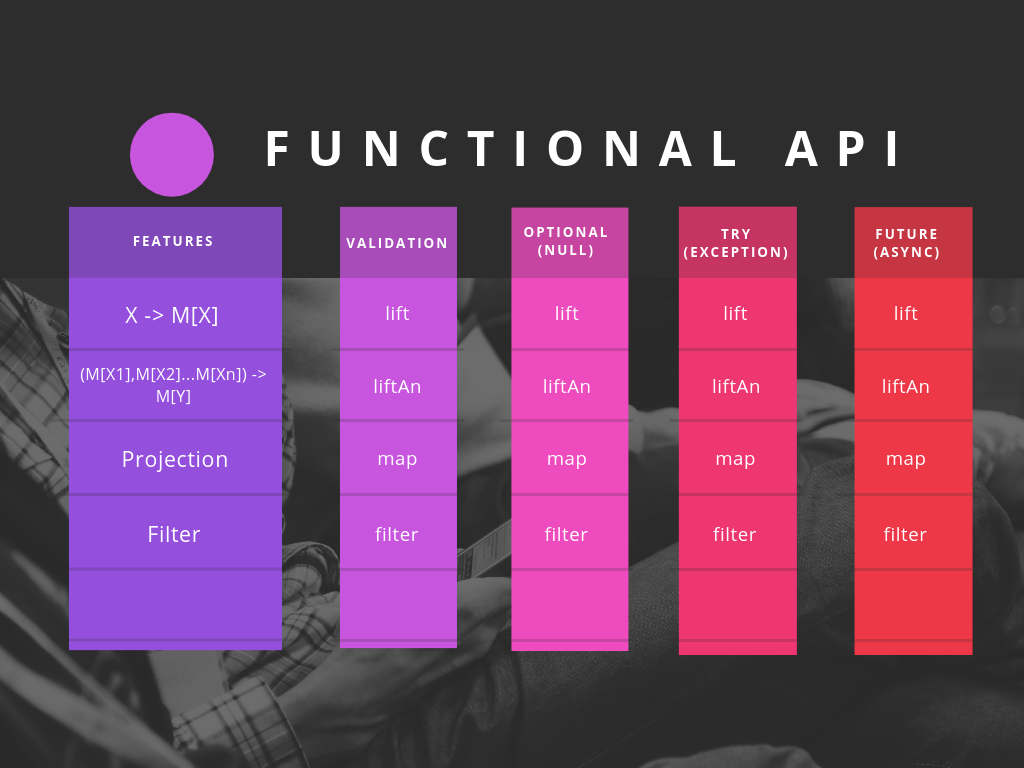 FUNCTIONAL API
FEATURES
VALIDATION
OPTIONAL
(NULL)
TRY
(EXCEPTION)
FUTURE
(ASYNC)
X -> M[X]
lift
lift
lift
lift
(M[X1],M[X2]...M[Xn]) ->
M[Y]
liftAn
liftAn
liftAn
liftAn
Projection
map
map
map
map
Filter
filter
filter
filter
filter